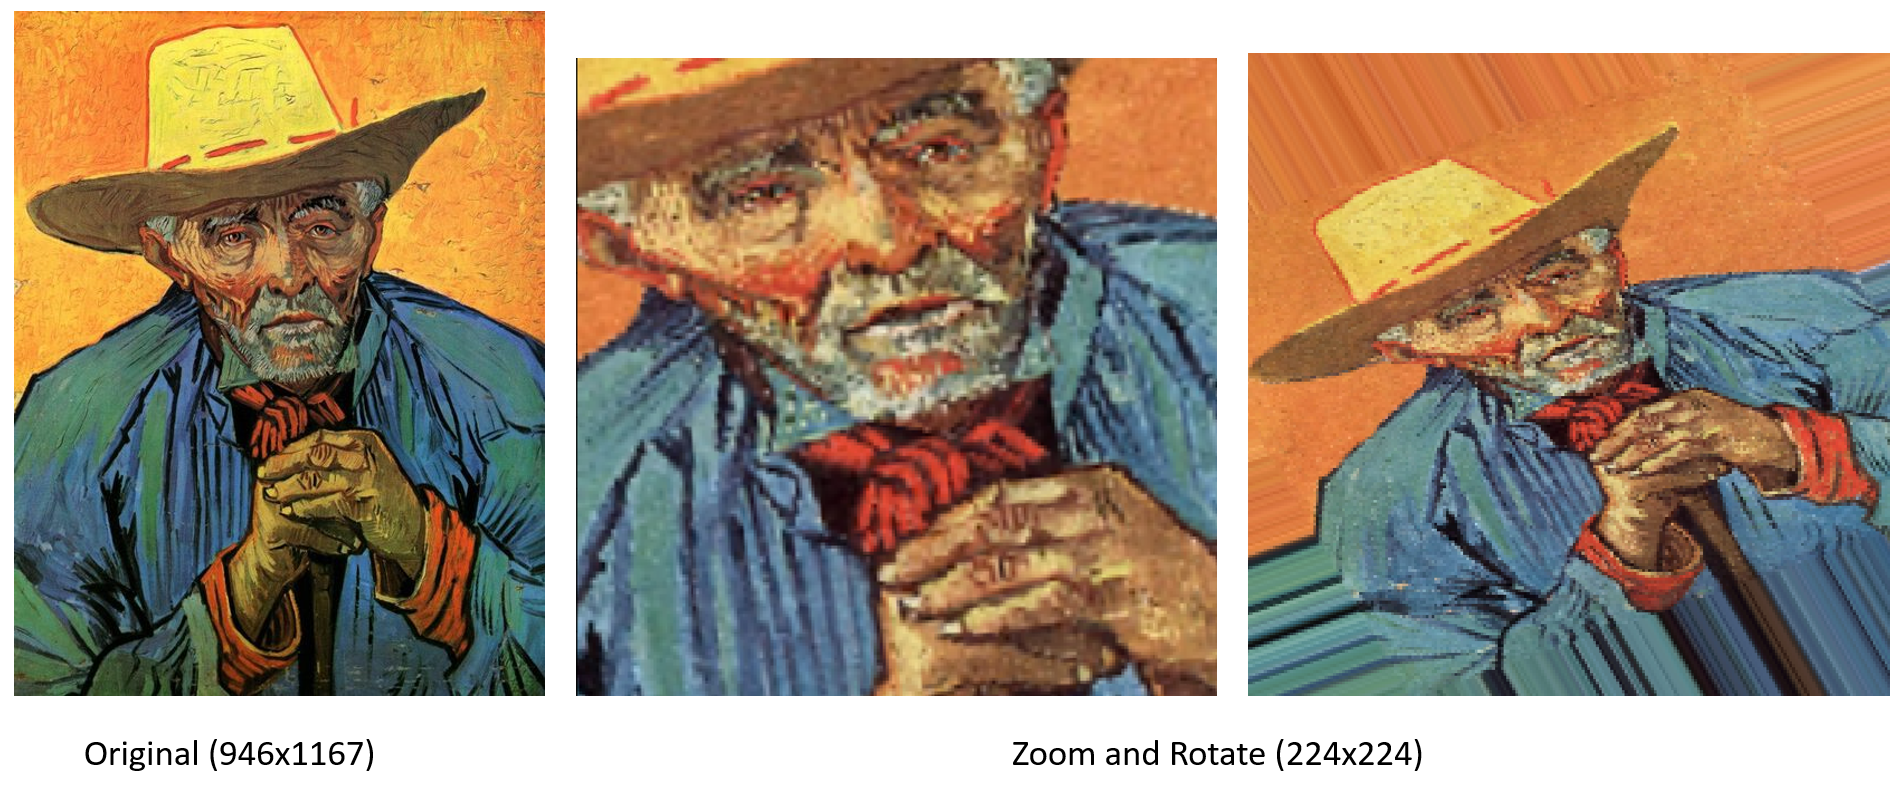 Original (946x1167)
Zoom and Rotate (224x224)